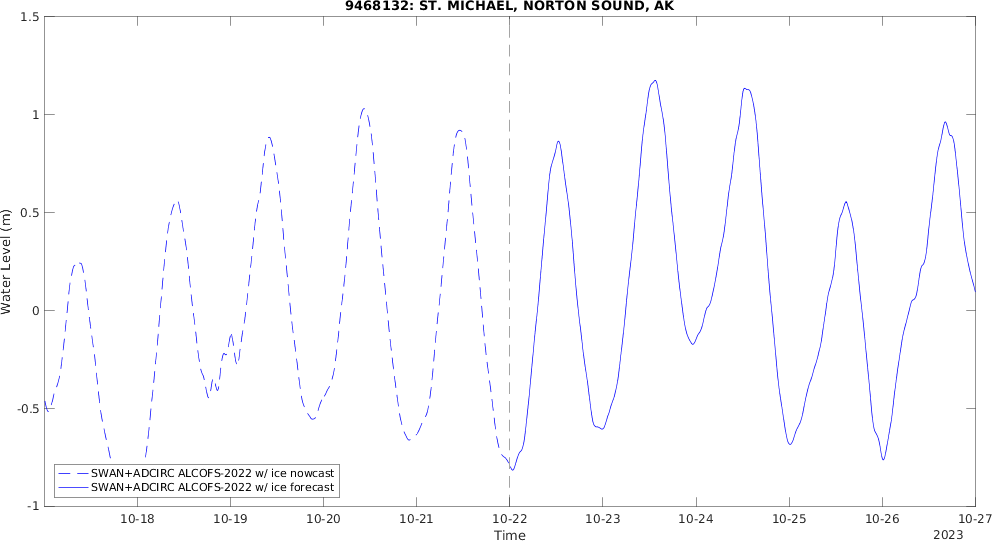 9468132: ST. MICHAEL, NORTON SOUND, AK
1.5
1
0.5
0
-0.5
-1
Water Level (m)
SWAN+ADCIRC ALCOFS-2022 w/ ice nowcast
SWAN+ADCIRC ALCOFS-2022 w/ ice forecast
10-18 10-19 10-20 10-21 10-22 10-23 10-24 10-25 10-26 10-27
Time
2023